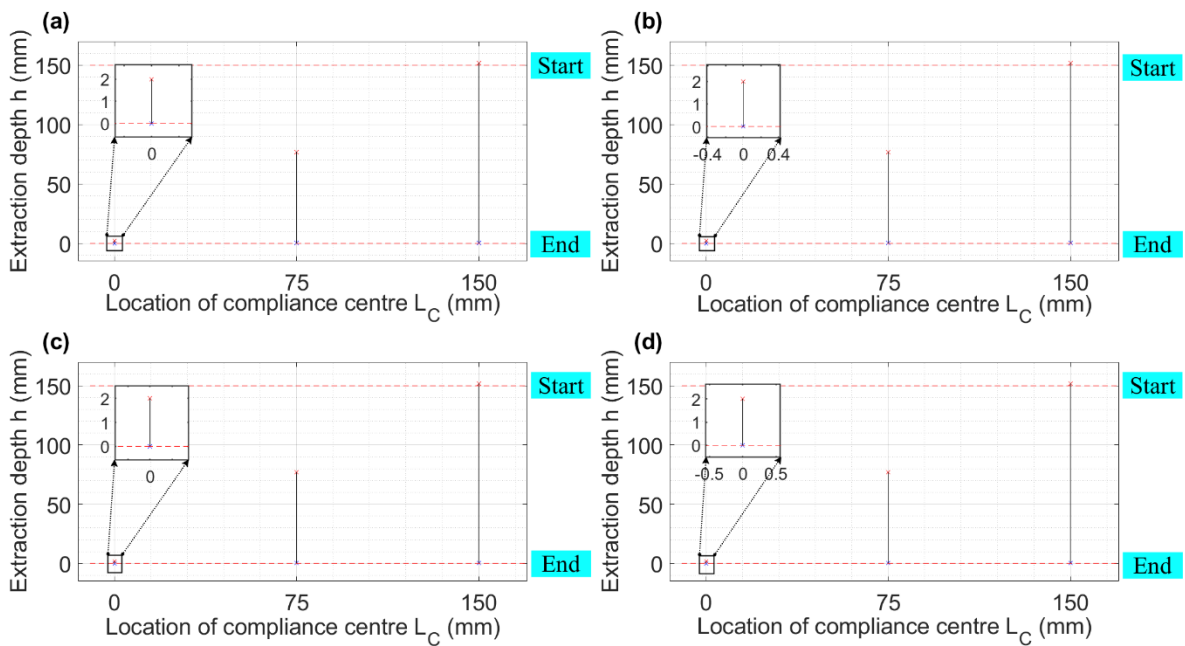 (a)
Extraction depth h (mm)
150
100
50
0
2
1
0
0
Start
End
0 75 150
Location of compliance centre L_C (mm)
(b)
Extraction depth h (mm)
150
100
50
0
2
1
0
-0.4 0 0.4
Start
End
0 75 150
Location of compliance centre L_C (mm)
(c)
Extraction depth h (mm)
150
100
50
0
2
1
0
0
Start
End
0 75 150
Location of compliance centre L_C (mm)
(d)
Extraction depth h (mm)
150
100
50
0
2
1
0
-0.5 0 0.5
Start
End
0 75 150
Location of compliance centre L_C (mm)